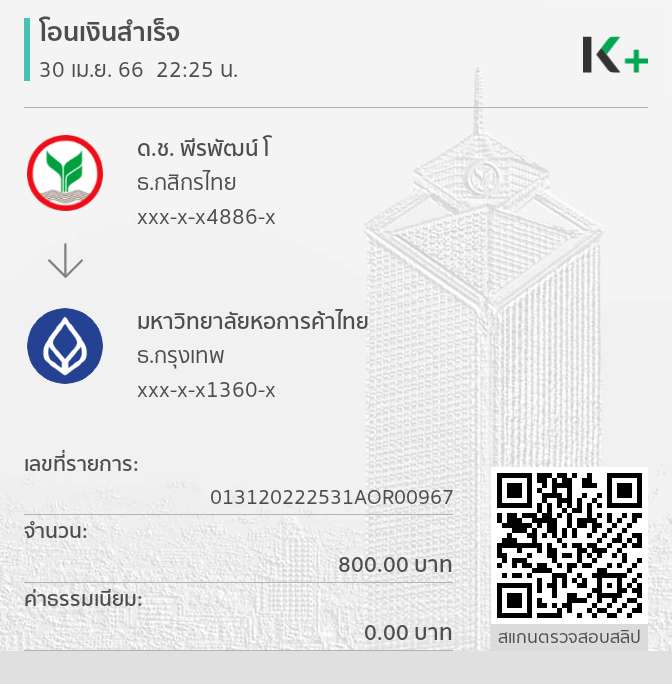 โอนเงินสำเร็จ
30 เม.ย. 66 22:25 น.
K+
ด.ช. พีรพัฒน์ โ
ธ.กสิกรไทย
xxx-x-x4886-x
มหาวิทยาลัยหอการค้าไทย
ธ.กรุงเทพ
xxx-x-x1360-x
เลขที่รายการ:
013120222531AOR00967
จำนวน:
800.00 บาท
ค่าธรรมเนียม:
0.00 บาท
สแกนตรวจสอบสลิป